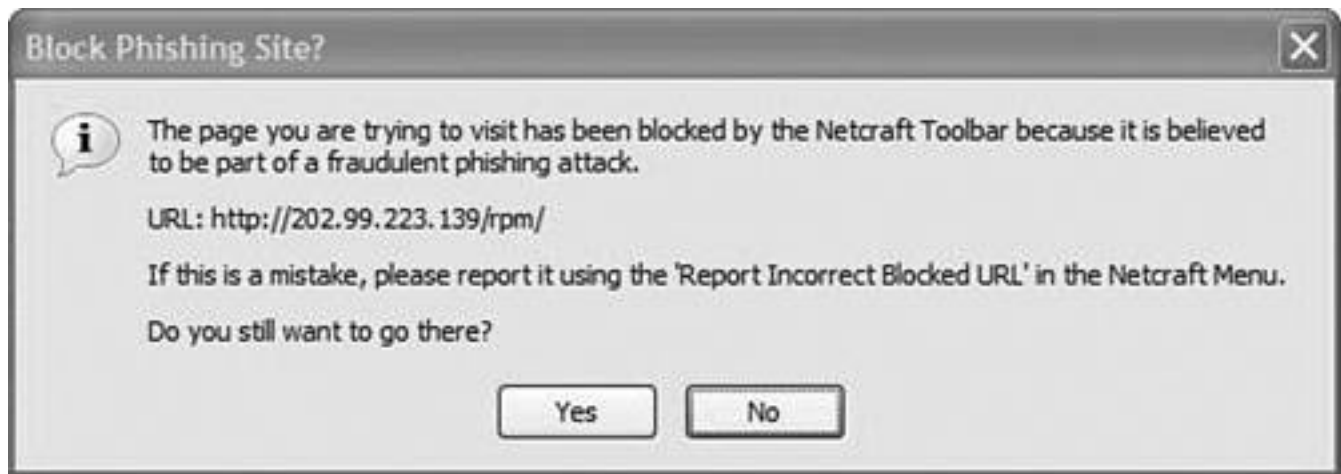 Block Phishing Site?
The page you are trying to visit has been blocked by the Netcraft Toolbar because it is believed
to be part of a fraudulent phishing attack.
URL: http://202.99.223.139/rpm/
If this is a mistake, please report it using the 'Report Incorrect Blocked URL' in the Netcraft Menu.
Do you still want to go there?
Yes
No